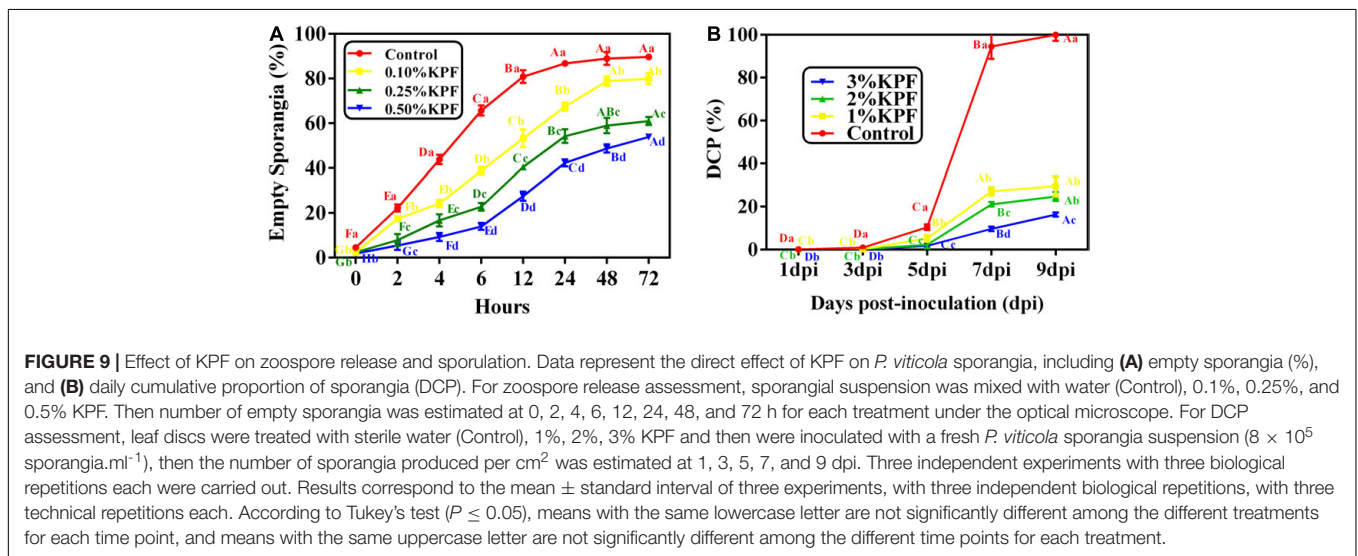 A
Empty Sporangia (%)
100
80
60
40
20
0
Control
0.10%KPF
0.25%KPF
0.50%KPF
Fa Ea Da Ca Ba Aa Aa Aa
Gb Fb Eb Db Cb Bb Ab Ab
Gb Fc Ec Dc Cc Bc ABc Ac
Hb Gc Fd Ed Dd Cd Bd Ad
0 2 4 6 12 24 48 72
Hours
B
DCP (%)
100
80
60
40
20
0
3%KPF
2%KPF
1%KPF
Control
Da Da Ca Ba Aa
Cb Cb Bb Ab Ab
Cb Cb Cc Bc Ab
Db Db Cc Bd Ac
1dpi 3dpi 5dpi 7dpi 9dpi
Days post-inoculation (dpi)
FIGURE 9 | Effect of KPF on zoospore release and sporulation. Data represent the direct effect of KPF on P. viticola sporangia, including (A) empty sporangia (%),
and (B) daily cumulative proportion of sporangia (DCP). For zoospore release assessment, sporangial suspension was mixed with water (Control), 0.1%, 0.25%, and
0.5% KPF. Then number of empty sporangia was estimated at 0, 2, 4, 6, 12, 24, 48, and 72 h for each treatment under the optical microscope. For DCP
assessment, leaf discs were treated with sterile water (Control), 1%, 2%, 3% KPF and then were inoculated with a fresh P. viticola sporangia suspension (8 × 10⁵
sporangia.ml⁻¹), then the number of sporangia produced per cm² was estimated at 1, 3, 5, 7, and 9 dpi. Three independent experiments with three biological
repetitions each were carried out. Results correspond to the mean ± standard interval of three experiments, with three independent biological repetitions, with three
technical repetitions each. According to Tukey's test (P ≤ 0.05), means with the same lowercase letter are not significantly different among the different treatments
for each time point, and means with the same uppercase letter are not significantly different among the different time points for each treatment.